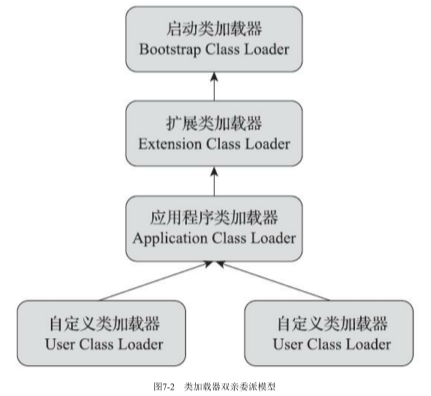 启动类加载器
Bootstrap Class Loader
扩展类加载器
Extension Class Loader
应用程序类加载器
Application Class Loader
自定义类加载器
User Class Loader
自定义类加载器
User Class Loader
图7-2 类加载器双亲委派模型